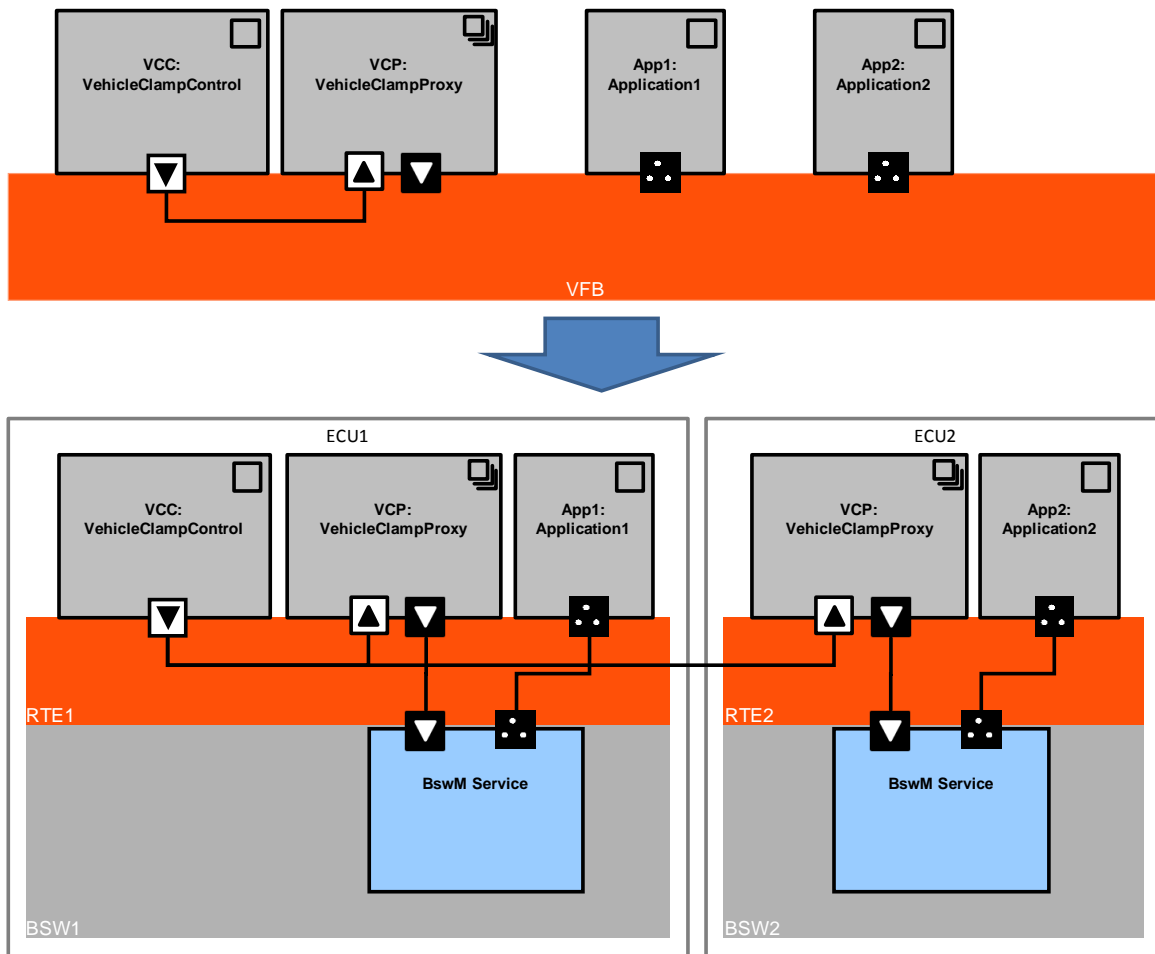 VCC:
VehicleClampControl
VCP:
VehicleClampProxy
App1:
Application1
App2:
Application2
VFB
ECU1
VCC:
VehicleClampControl
VCP:
VehicleClampProxy
App1:
Application1
RTE1
BswM Service
BSW1
ECU2
VCP:
VehicleClampProxy
App2:
Application2
RTE2
BswM Service
BSW2